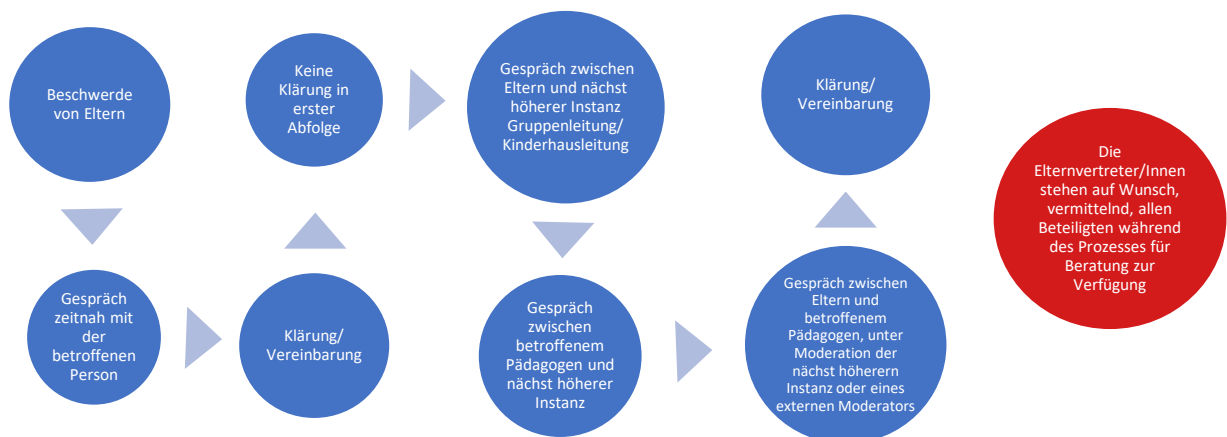 Beschwerde
von Eltern
Gespräch
zeitnah mit
der
betroffenen
Person
Klärung/
Vereinbarung
Keine
Klärung in
erster
Abfolge
Gespräch zwischen
Eltern und nächst
höherer Instanz
Gruppenleitung/
Kinderhausleitung
Gespräch
zwischen
betroffenem
Pädagogen und
nächst höherer
Instanz
Gespräch zwischen
Eltern und
betroffenem
Pädagogen, unter
Moderation der
nächst höherern
Instanz oder eines
externen Moderators
Klärung/
Vereinbarung
Die
Elternvertreter/Innen
stehen auf Wunsch,
vermittelnd, allen
Beteiligten während
des Prozesses für
Beratung zur
Verfügung